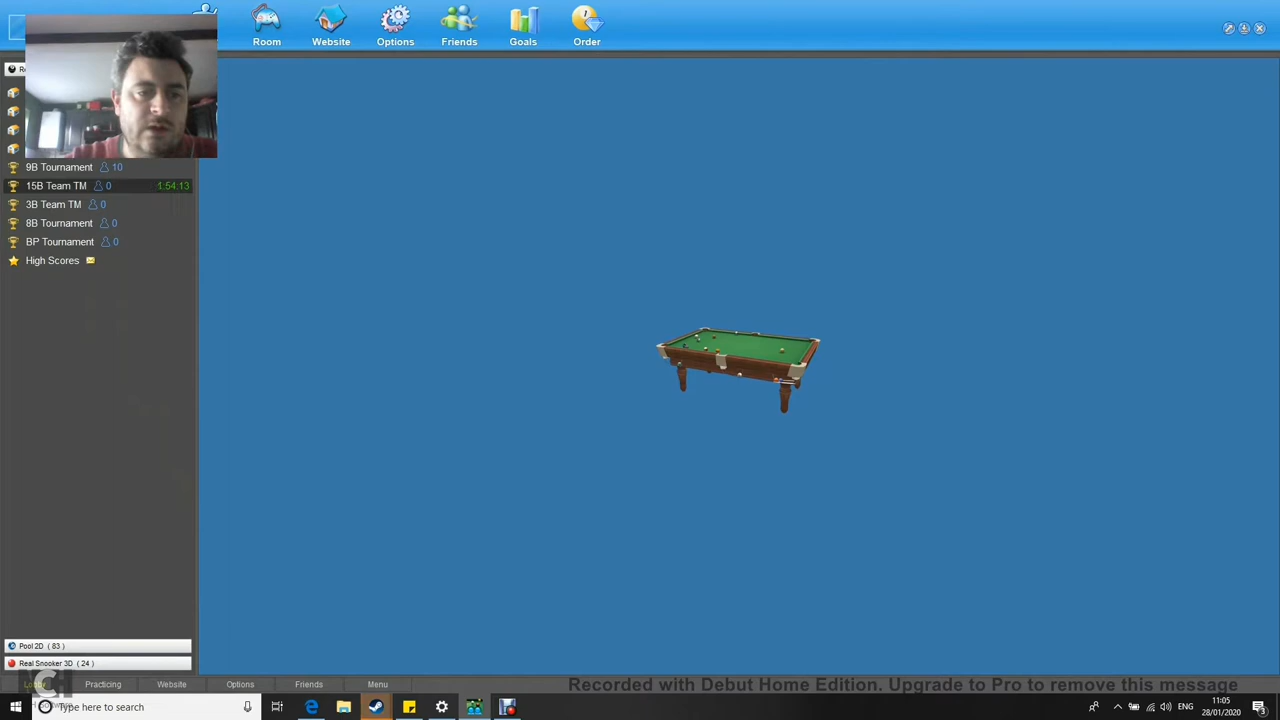 Room
Website
Options
Friends
Goals
Order
9B Tournament 10
15B Team TM 0 1:54:13
3B Team TM 0
8B Tournament 0
BP Tournament 0
High Scores
Pool 2D ( 83 )
Real Snooker 3D ( 24 )
Lobby Practicing Website Options Friends Menu
Recorded with Debut Home Edition. Upgrade to Pro to remove this message
Type here to search
ENG
11:05
28/01/2020